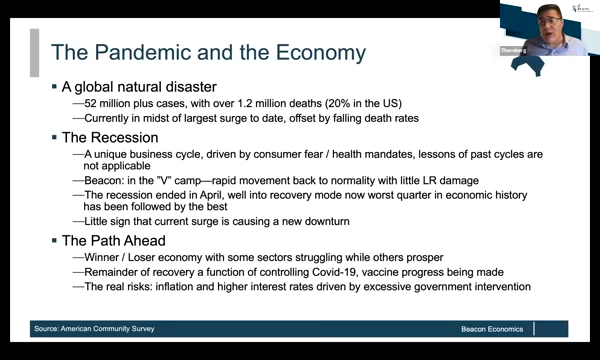 Thornberg
The Pandemic and the Economy
▪ A global natural disaster
—52 million plus cases, with over 1.2 million deaths (20% in the US)
—Currently in midst of largest surge to date, offset by falling death rates
▪ The Recession
—A unique business cycle, driven by consumer fear / health mandates, lessons of past cycles are
not applicable
—Beacon: in the "V" camp—rapid movement back to normality with little LR damage
—The recession ended in April, well into recovery mode now worst quarter in economic history
has been followed by the best
—Little sign that current surge is causing a new downturn
▪ The Path Ahead
—Winner / Loser economy with some sectors struggling while others prosper
—Remainder of recovery a function of controlling Covid-19, vaccine progress being made
—The real risks: inflation and higher interest rates driven by excessive government intervention
Source: American Community Survey
Beacon Economics